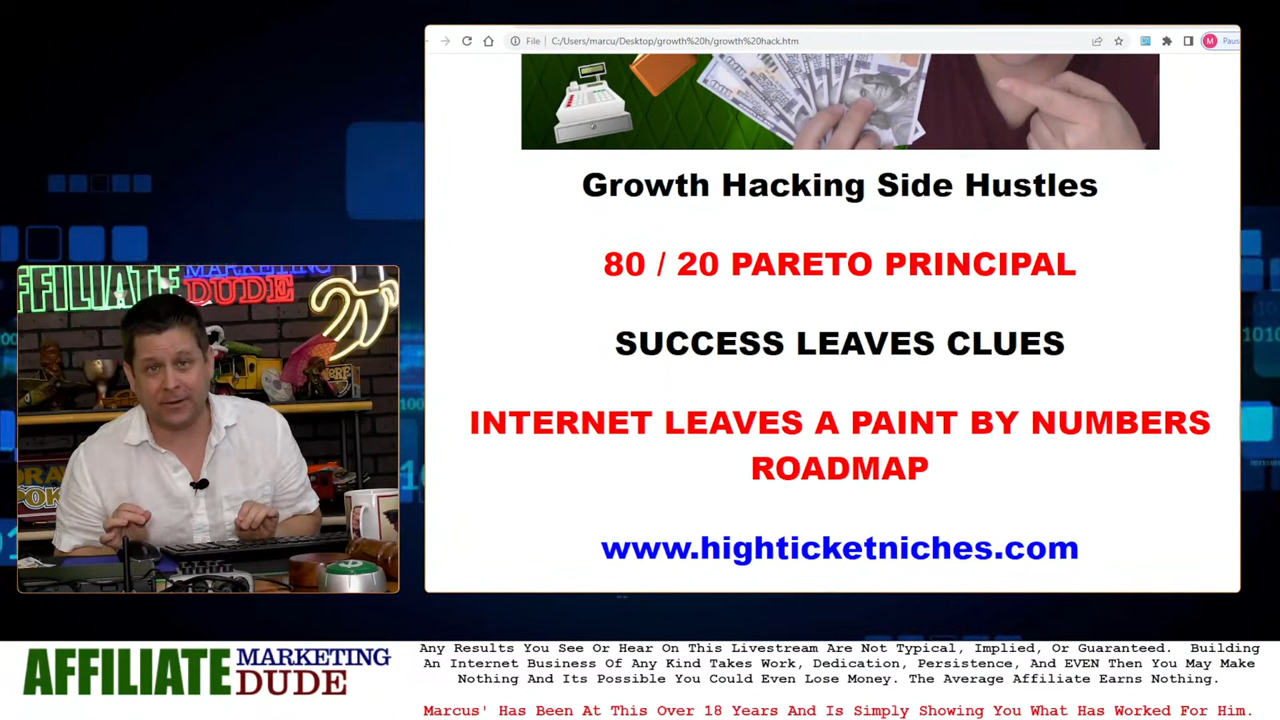 File | C:/Users/marcu/Desktop/growth%20h/growth%20hack.htm
M
Growth Hacking Side Hustles
80 / 20 PARETO PRINCIPAL
SUCCESS LEAVES CLUES
INTERNET LEAVES A PAINT BY NUMBERS
ROADMAP
www.highticketniches.com
FFILIATE
MARKETING
DUDE
AFFILIATE
MARKETING
DUDE
Any Results You See Or Hear On This Livestream Are Not Typical, Implied, Or Guaranteed. Building
An Internet Business Of Any Kind Takes Work, Dedication, Persistence, And EVEN Then You May Make
Nothing And Its Possible You Could Even Lose Money. The Average Affiliate Earns Nothing.
Marcus' Has Been At This Over 18 Years And Is Simply Showing You What Has Worked For Him.